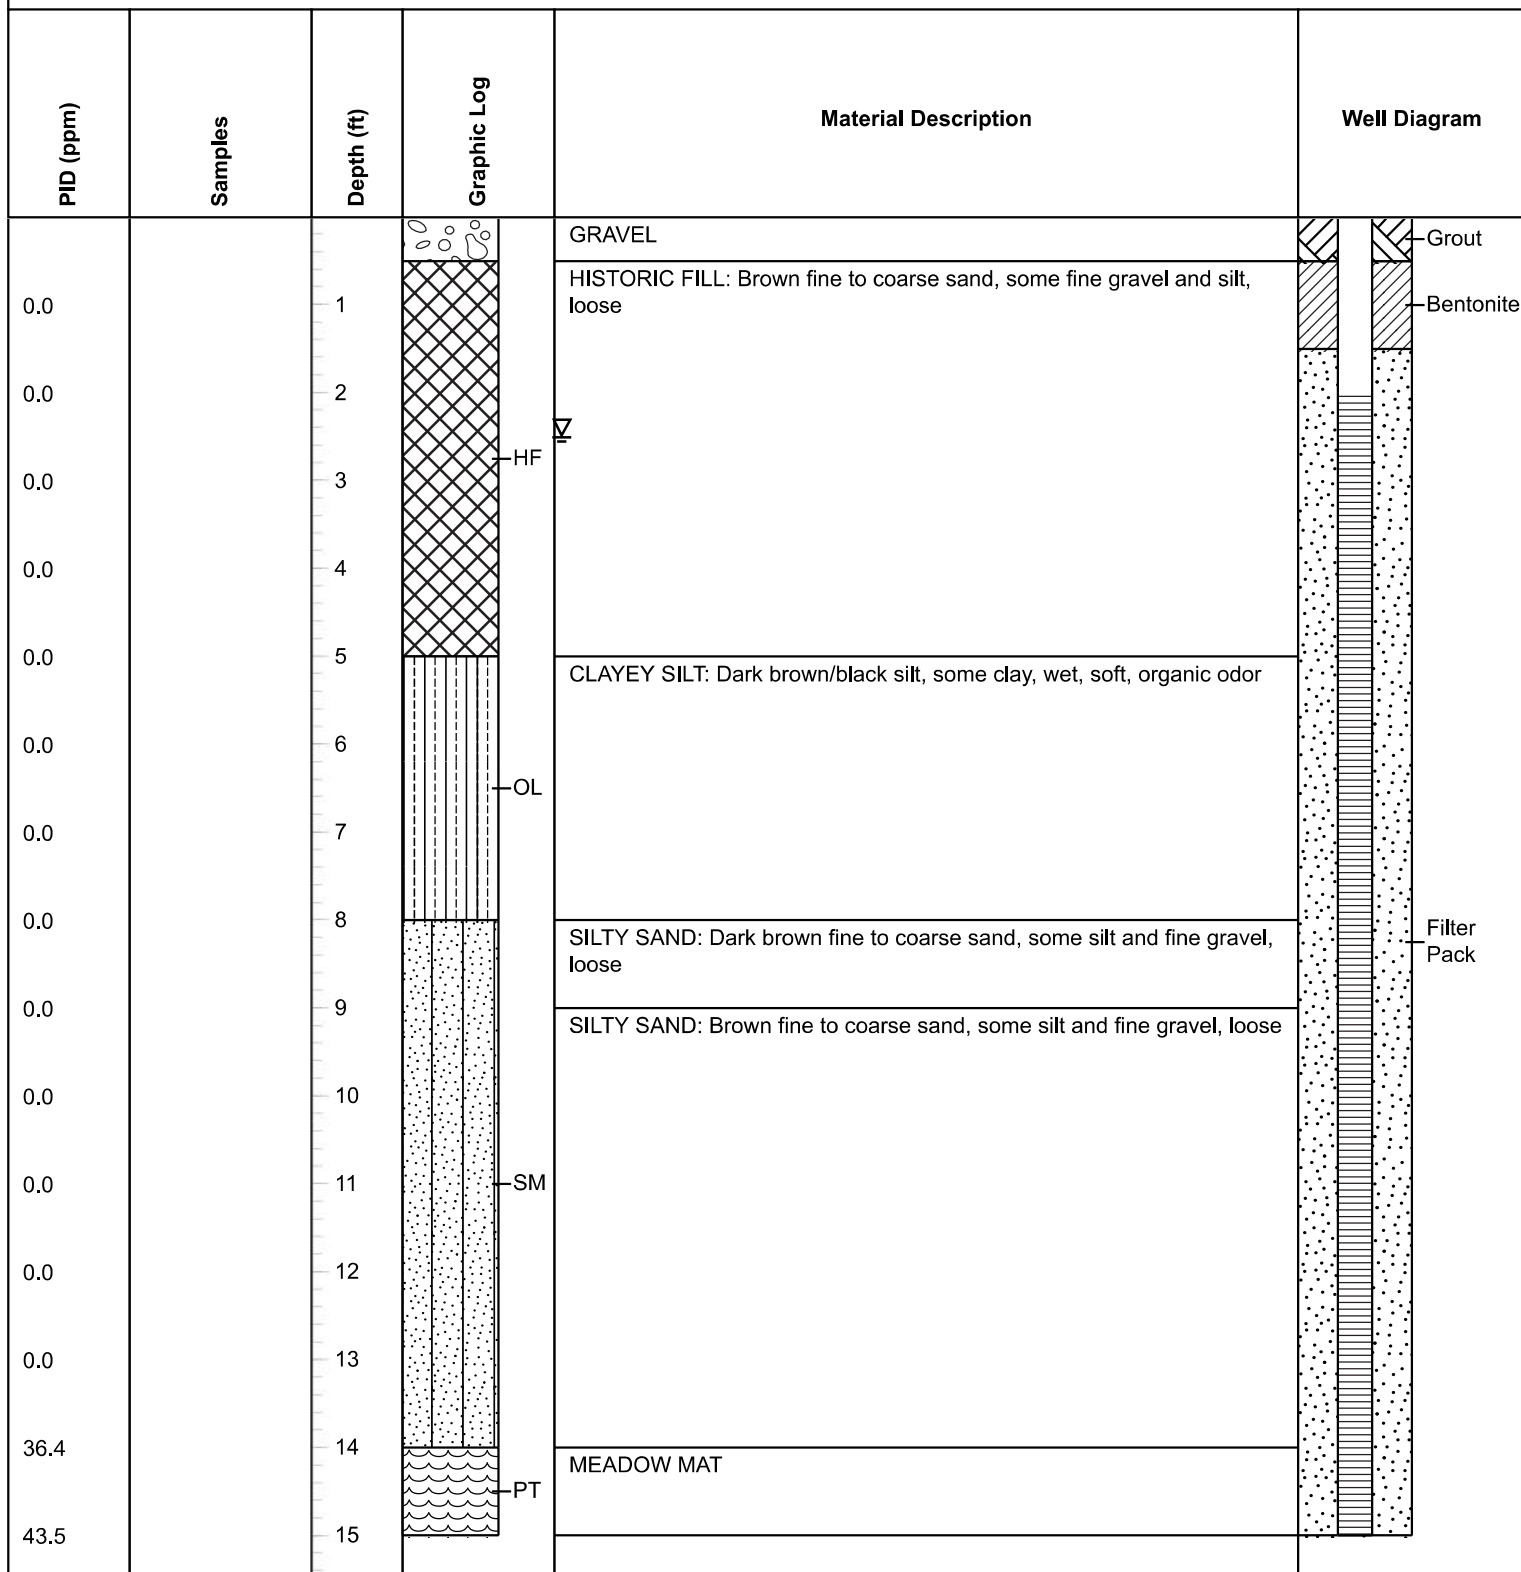 PID (ppm)
Samples
Depth (ft)
Graphic Log
Material Description
Well Diagram
GRAVEL
Grout
HISTORIC FILL: Brown fine to coarse sand, some fine gravel and silt,
loose
0.0
1
Bentonite
0.0
2
HF
0.0
3
0.0
4
0.0
5
CLAYEY SILT: Dark brown/black silt, some clay, wet, soft, organic odor
0.0
6
OL
0.0
7
0.0
8
SILTY SAND: Dark brown fine to coarse sand, some silt and fine gravel,
loose
Filter
Pack
0.0
9
SILTY SAND: Brown fine to coarse sand, some silt and fine gravel, loose
0.0
10
0.0
11
SM
0.0
12
0.0
13
36.4
14
MEADOW MAT
PT
43.5
15